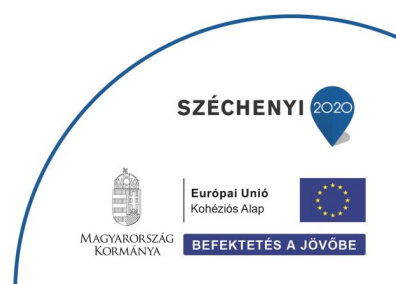 SZÉCHENYI 2020
Európai Unió
Kohéziós Alap
MAGYARORSZÁG
KORMÁNYA
BEFEKTETÉS A JÖVŐBE